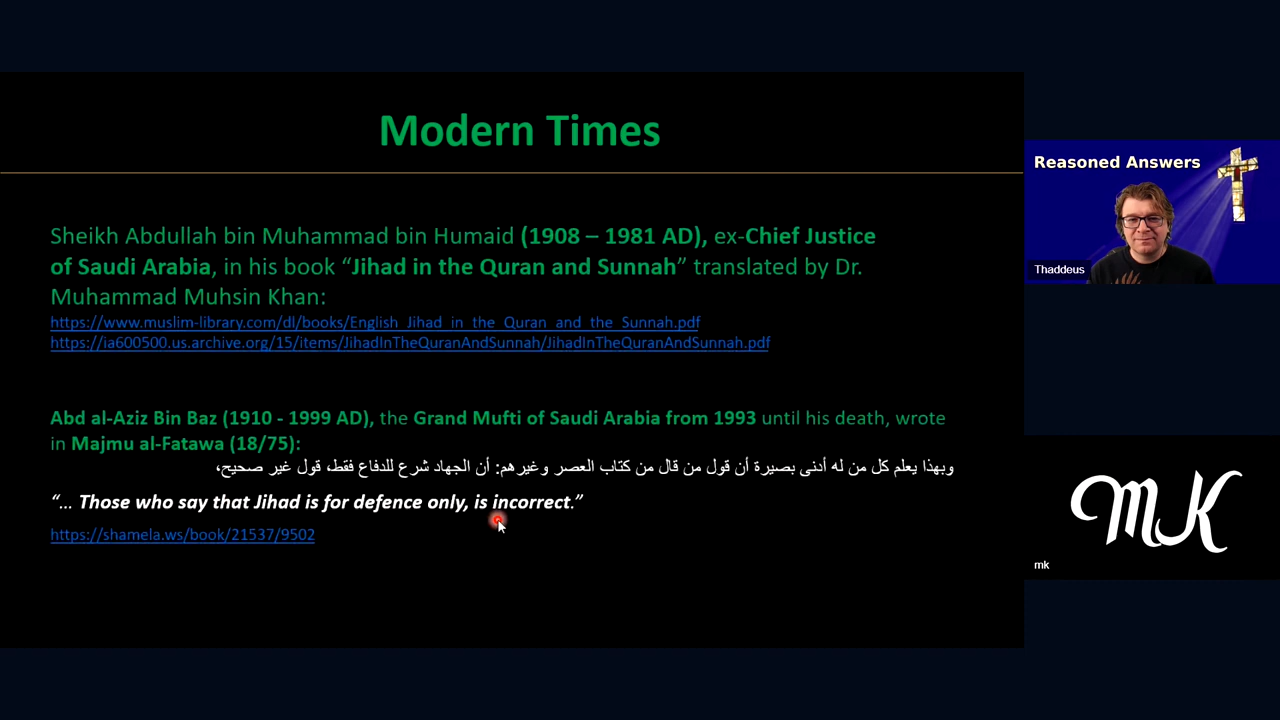 Modern Times
Sheikh Abdullah bin Muhammad bin Humaid (1908 – 1981 AD), ex-Chief Justice
of Saudi Arabia, in his book “Jihad in the Quran and Sunnah” translated by Dr.
Muhammad Muhsin Khan:
https://www.muslim-library.com/dl/books/English_Jihad_in_the_Quran_and_the_Sunnah.pdf
https://ia600500.us.archive.org/15/items/JihadInTheQuranAndSunnah/JihadInTheQuranAndSunnah.pdf
Abd al-Aziz Bin Baz (1910 - 1999 AD), the Grand Mufti of Saudi Arabia from 1993 until his death, wrote
in Majmu al-Fatawa (18/75):
وبهذا يعلم كل من له أدنى بصيرة أن قول من قال من كتاب العصر وغيرهم: أن الجهاد شرع للدفاع فقط، قول غير صحيح،
“... Those who say that Jihad is for defence only, is incorrect.”
https://shamela.ws/book/21537/9502
Reasoned Answers
Thaddeus
MK
mk